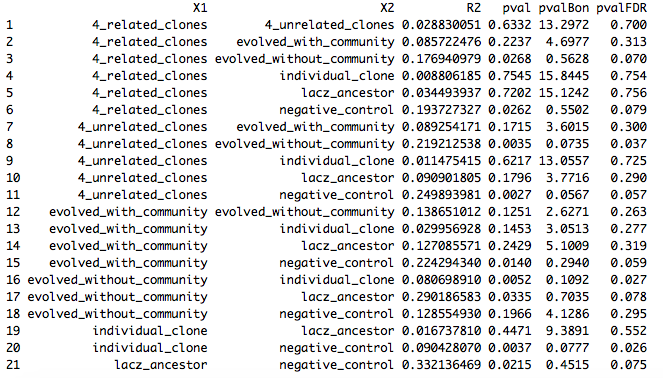 X1 X2 R2 pval pvalBon pvalFDR
1 4_related_clones 4_unrelated_clones 0.028830051 0.6332 13.2972 0.700
2 4_related_clones evolved_with_community 0.085722476 0.2237 4.6977 0.313
3 4_related_clones evolved_without_community 0.176940979 0.0268 0.5628 0.070
4 4_related_clones individual_clone 0.008806185 0.7545 15.8445 0.754
5 4_related_clones lacz_ancestor 0.034493937 0.7202 15.1242 0.756
6 4_related_clones negative_control 0.193727327 0.0262 0.5502 0.079
7 4_unrelated_clones evolved_with_community 0.089254171 0.1715 3.6015 0.300
8 4_unrelated_clones evolved_without_community 0.219212538 0.0035 0.0735 0.037
9 4_unrelated_clones individual_clone 0.011475415 0.6217 13.0557 0.725
10 4_unrelated_clones lacz_ancestor 0.090901805 0.1796 3.7716 0.290
11 4_unrelated_clones negative_control 0.249893981 0.0027 0.0567 0.057
12 evolved_with_community evolved_without_community 0.138651012 0.1251 2.6271 0.263
13 evolved_with_community individual_clone 0.029956928 0.1453 3.0513 0.277
14 evolved_with_community lacz_ancestor 0.127085571 0.2429 5.1009 0.319
15 evolved_with_community negative_control 0.224294340 0.0140 0.2940 0.059
16 evolved_without_community individual_clone 0.080698910 0.0052 0.1092 0.027
17 evolved_without_community lacz_ancestor 0.290186583 0.0335 0.7035 0.078
18 evolved_without_community negative_control 0.128554930 0.1966 4.1286 0.295
19 individual_clone lacz_ancestor 0.016737810 0.4471 9.3891 0.552
20 individual_clone negative_control 0.090428070 0.0037 0.0777 0.026
21 lacz_ancestor negative_control 0.332136469 0.0215 0.4515 0.075